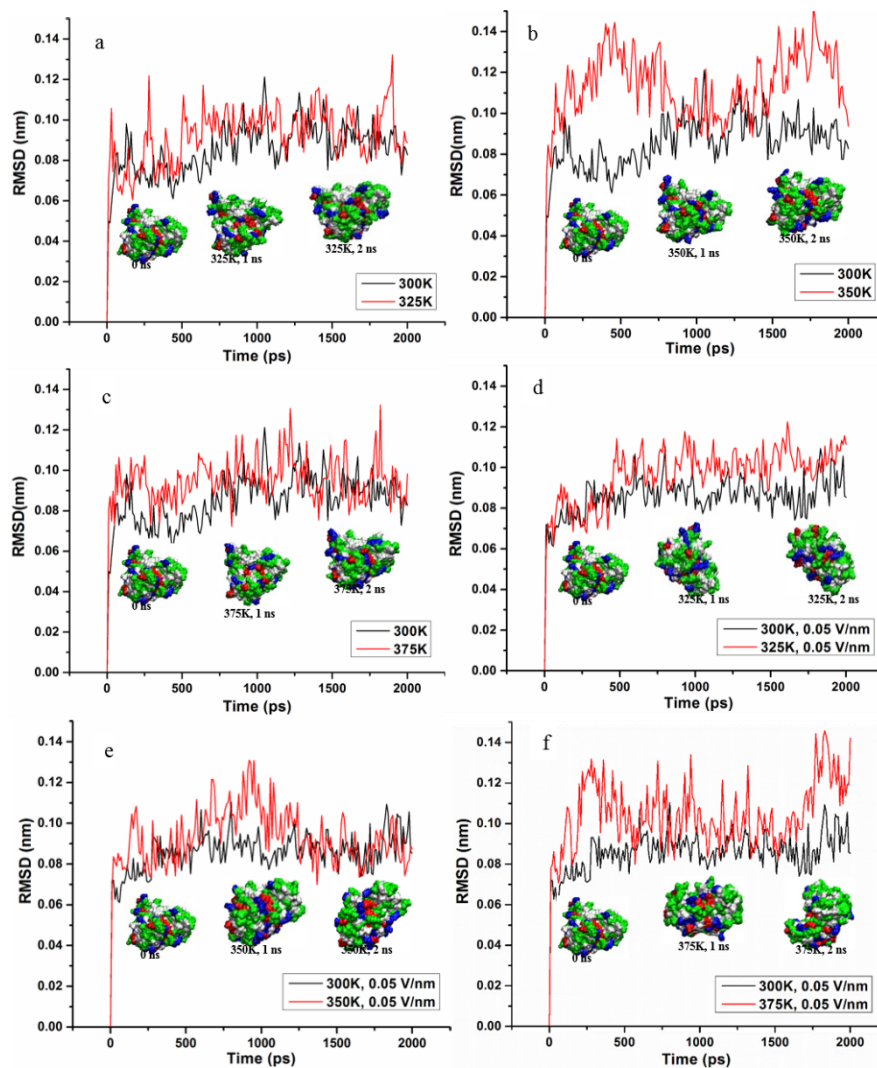 a
RMSD (nm)
0.14
0.12
0.10
0.08
0.06
0.04
0.02
0.00
0 ns
325K, 1 ns
325K, 2 ns
300K
325K
0
500
1000
1500
2000
Time (ps)
b
RMSD(nm)
0.14
0.12
0.10
0.08
0.06
0.04
0.02
0.00
0 ns
350K, 1 ns
350K, 2 ns
300K
350K
0
500
1000
1500
2000
Time (ps)
c
RMSD(nm)
0.14
0.12
0.10
0.08
0.06
0.04
0.02
0.00
0 ns
375K, 1 ns
375K, 2 ns
300K
375K
0
500
1000
1500
2000
Time (ps)
d
RMSD (nm)
0.14
0.12
0.10
0.08
0.06
0.04
0.02
0.00
0 ns
325K, 1 ns
325K, 2 ns
300K, 0.05 V/nm
325K, 0.05 V/nm
0
500
1000
1500
2000
Time (ps)
e
RMSD (nm)
0.14
0.12
0.10
0.08
0.06
0.04
0.02
0.00
0 ns
350K, 1 ns
350K, 2 ns
300K, 0.05 V/nm
350K, 0.05 V/nm
0
500
1000
1500
2000
Time (ps)
f
RMSD (nm)
0.14
0.12
0.10
0.08
0.06
0.04
0.02
0.00
0 ns
375K, 1 ns
375K, 2 ns
300K, 0.05 V/nm
375K, 0.05 V/nm
0
500
1000
1500
2000
Time (ps)